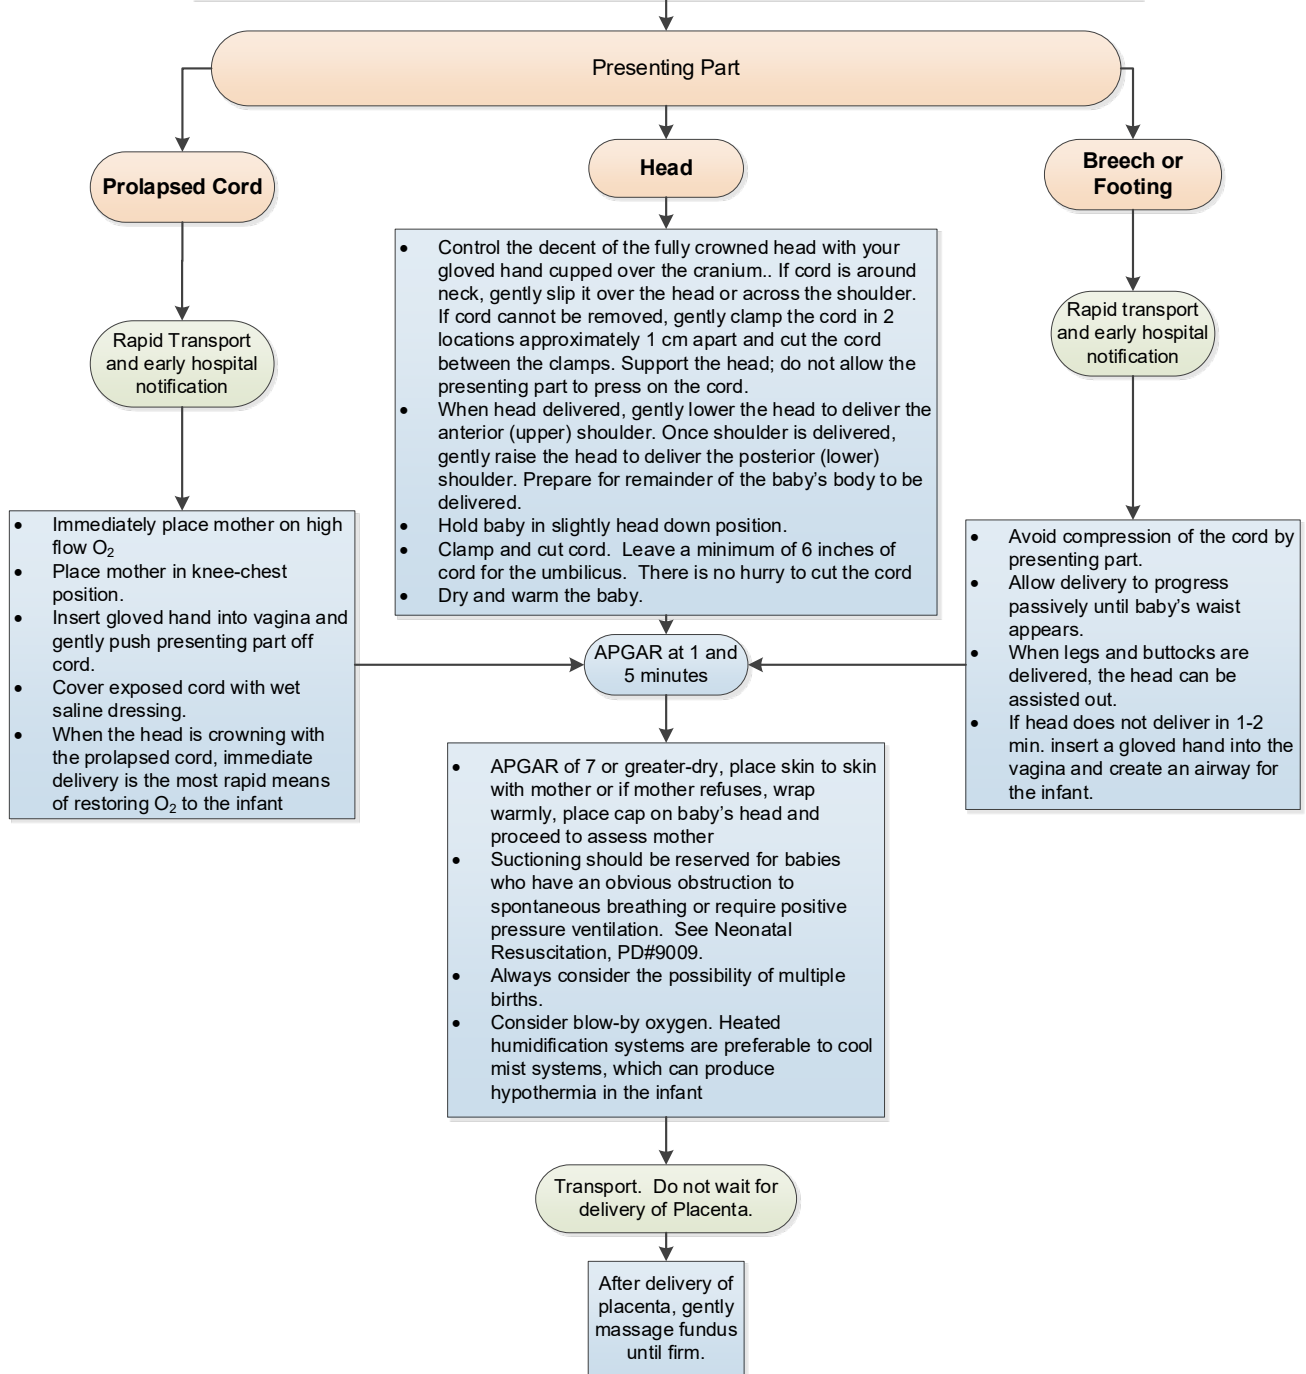 Presenting Part
Prolapsed Cord
Head
Breech or
Footing
Rapid Transport
and early hospital
notification
• Control the decent of the fully crowned head with your
gloved hand cupped over the cranium.. If cord is around
neck, gently slip it over the head or across the shoulder.
If cord cannot be removed, gently clamp the cord in 2
locations approximately 1 cm apart and cut the cord
between the clamps. Support the head; do not allow the
presenting part to press on the cord.
• When head delivered, gently lower the head to deliver the
anterior (upper) shoulder. Once shoulder is delivered,
gently raise the head to deliver the posterior (lower)
shoulder. Prepare for remainder of the baby’s body to be
delivered.
• Hold baby in slightly head down position.
• Clamp and cut cord.  Leave a minimum of 6 inches of
cord for the umbilicus.  There is no hurry to cut the cord
• Dry and warm the baby.
Rapid transport
and early hospital
notification
• Immediately place mother on high
flow O₂
• Place mother in knee-chest
position.
• Insert gloved hand into vagina and
gently push presenting part off
cord.
• Cover exposed cord with wet
saline dressing.
• When the head is crowning with
the prolapsed cord, immediate
delivery is the most rapid means
of restoring O₂ to the infant
APGAR at 1 and
5 minutes
• Avoid compression of the cord by
presenting part.
• Allow delivery to progress
passively until baby’s waist
appears.
• When legs and buttocks are
delivered, the head can be
assisted out.
• If head does not deliver in 1-2
min. insert a gloved hand into the
vagina and create an airway for
the infant.
• APGAR of 7 or greater-dry, place skin to skin
with mother or if mother refuses, wrap
warmly, place cap on baby’s head and
proceed to assess mother
• Suctioning should be reserved for babies
who have an obvious obstruction to
spontaneous breathing or require positive
pressure ventilation.  See Neonatal
Resuscitation, PD#9009.
• Always consider the possibility of multiple
births.
• Consider blow-by oxygen. Heated
humidification systems are preferable to cool
mist systems, which can produce
hypothermia in the infant
Transport.  Do not wait for
delivery of Placenta.
After delivery of
placenta, gently
massage fundus
until firm.